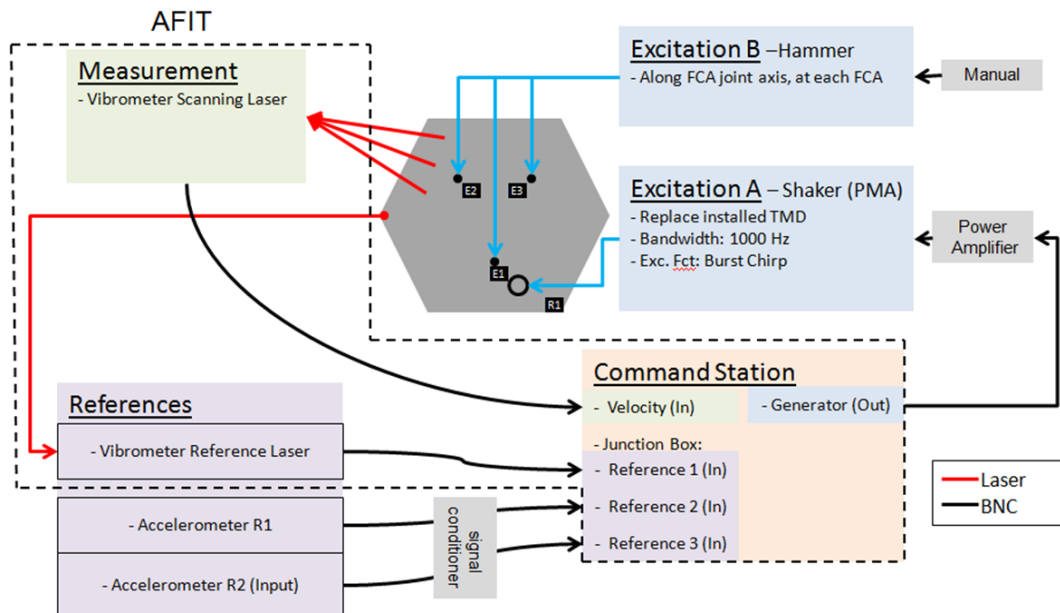 AFIT
Measurement
- Vibrometer Scanning Laser
Excitation B – Hammer
- Along FCA joint axis, at each FCA
Manual
E2
E3
E1
R1
Excitation A – Shaker (PMA)
- Replace installed TMD
- Bandwidth: 1000 Hz
- Exc. Fct: Burst Chirp
Power
Amplifier
Command Station
- Velocity (In)
- Generator (Out)
- Junction Box:
- Reference 1 (In)
- Reference 2 (In)
- Reference 3 (In)
References
- Vibrometer Reference Laser
- Accelerometer R1
- Accelerometer R2 (Input)
signal
conditioner
Laser
BNC